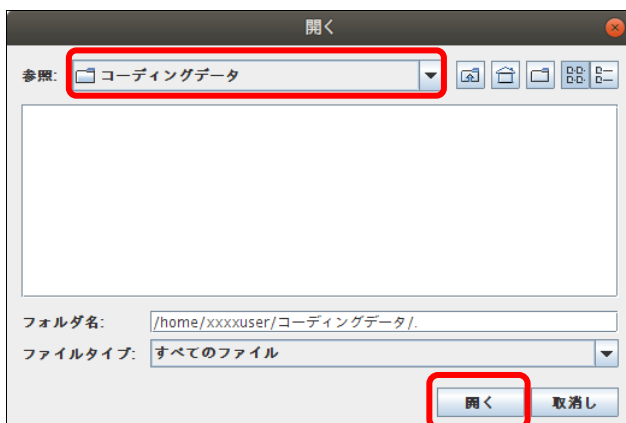 開く
参照: コーディングデータ
フォルダ名: /home/xxxxuser/コーディングデータ/.
ファイルタイプ: すべてのファイル
開く 取消し